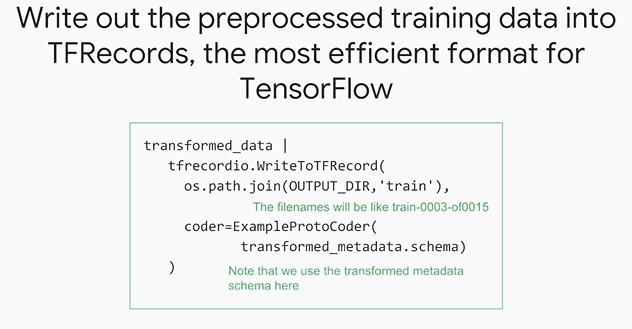 Write out the preprocessed training data into
TFRecords, the most efficient format for
TensorFlow
transformed_data |
tfrecordio.WriteToTFRecord(
os.path.join(OUTPUT_DIR,'train'),
The filenames will be like train-0003-of0015
coder=ExampleProtoCoder(
transformed_metadata.schema)
)
Note that we use the transformed metadata
schema here